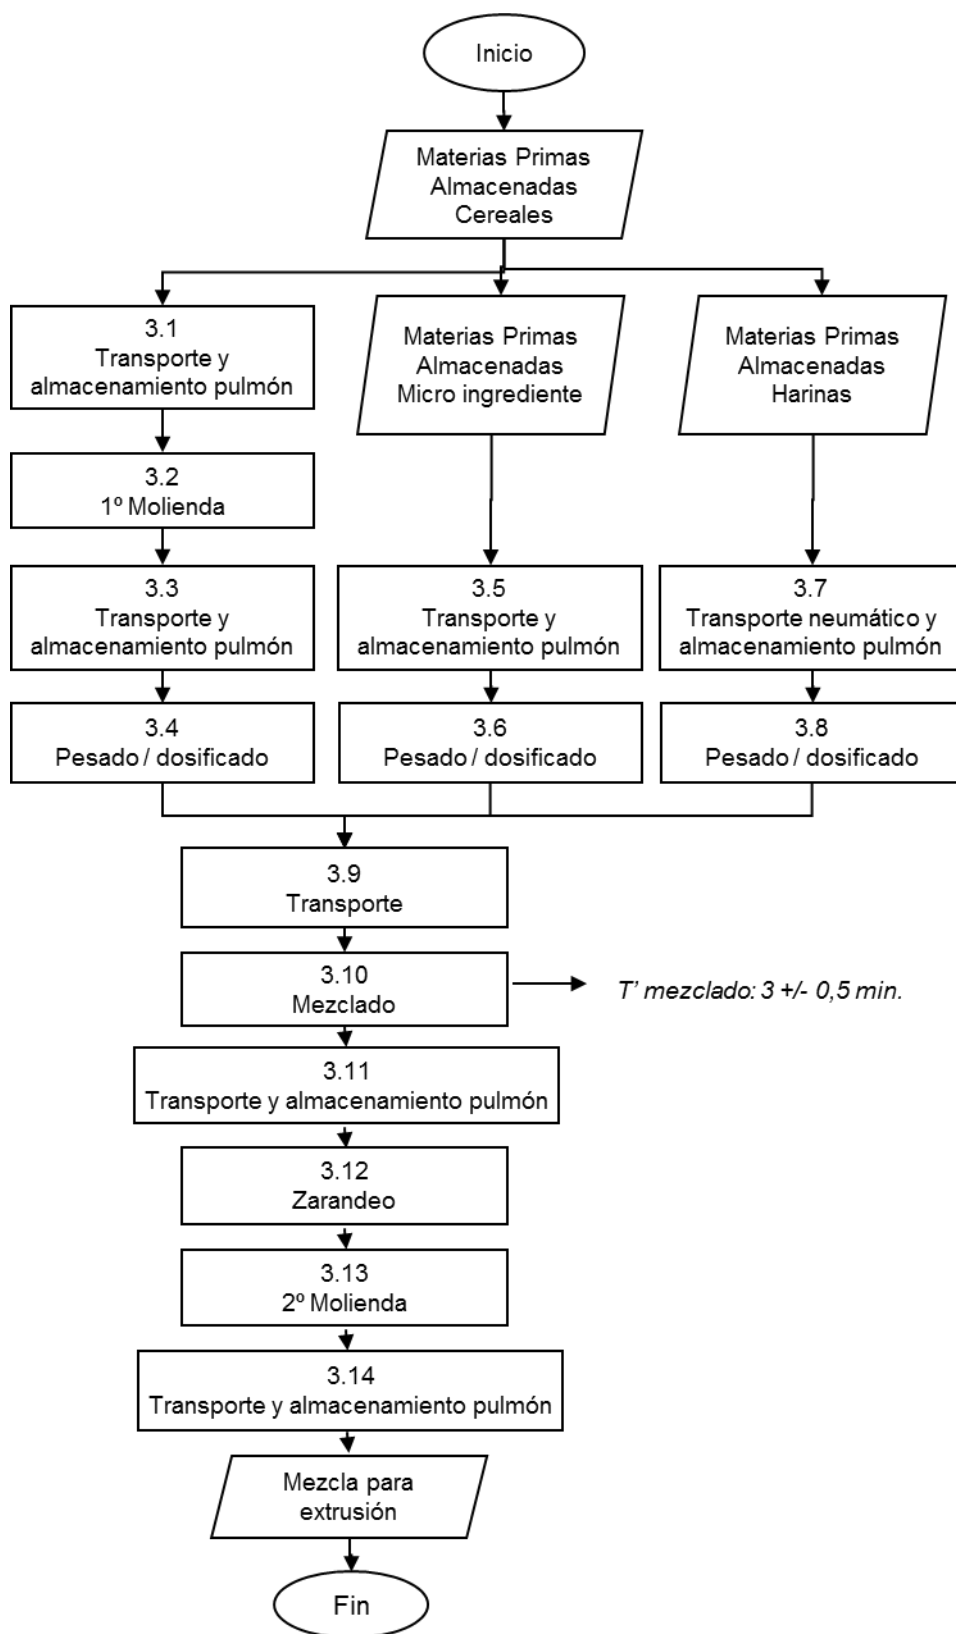 Inicio
Materias Primas
Almacenadas
Cereales
3.1
Transporte y
almacenamiento pulmón
Materias Primas
Almacenadas
Micro ingrediente
Materias Primas
Almacenadas
Harinas
3.2
1º Molienda
3.3
Transporte y
almacenamiento pulmón
3.5
Transporte y
almacenamiento pulmón
3.7
Transporte neumático y
almacenamiento pulmón
3.4
Pesado / dosificado
3.6
Pesado / dosificado
3.8
Pesado / dosificado
3.9
Transporte
3.10
Mezclado
T' mezclado: 3 +/- 0,5 min.
3.11
Transporte y almacenamiento pulmón
3.12
Zarandeo
3.13
2º Molienda
3.14
Transporte y almacenamiento pulmón
Mezcla para
extrusión
Fin